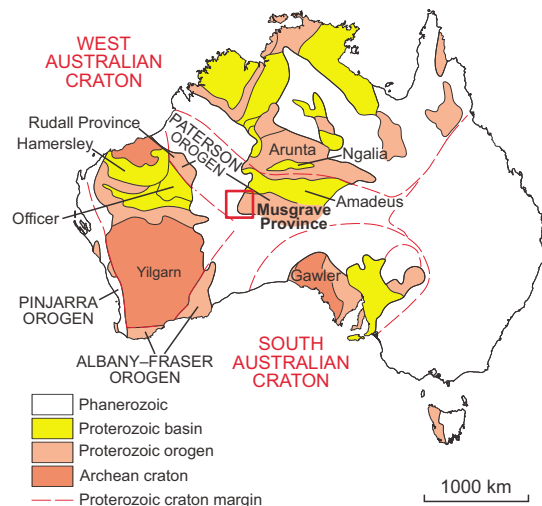 WEST
AUSTRALIAN
CRATON
Rudall Province
Hamersley
PATERSON
OROGEN
Arunta
Ngalia
Officer
Musgrave
Province
Amadeus
Yilgarn
Gawler
PINJARRA
OROGEN
ALBANY–FRASER
OROGEN
SOUTH
AUSTRALIAN
CRATON
Phanerozoic
Proterozoic basin
Proterozoic orogen
Archean craton
Proterozoic craton margin
1000 km